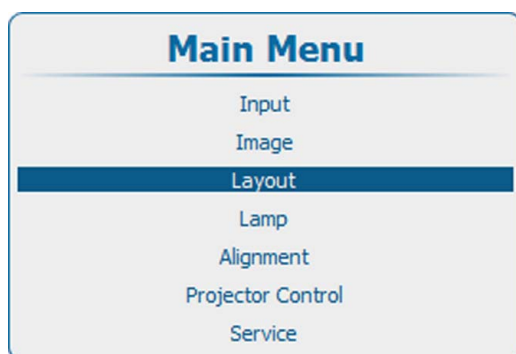 Main Menu
Input
Image
Layout
Lamp
Alignment
Projector Control
Service